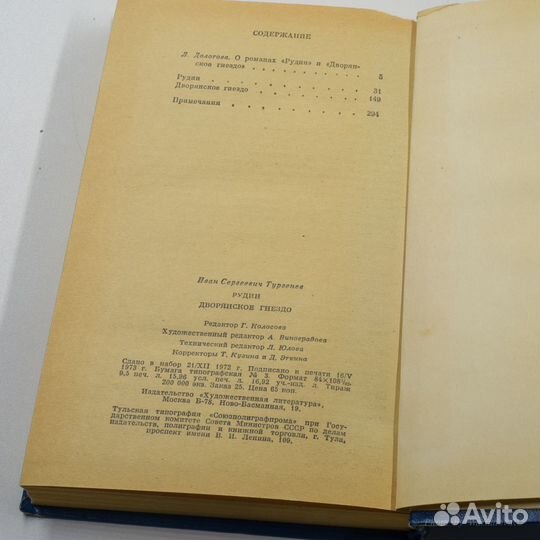 СОДЕРЖАНИЕ
Л. Долотова. О романах «Рудин» и «Дворян-
ское гнездо» . . . . . . . . . . 5
Рудин . . . . . . . . . . 31
Дворянское гнездо . . . . . . . . 149
Примечания . . . . . . . . . . 294
Иван Сергеевич Тургенев
РУДИН
ДВОРЯНСКОЕ ГНЕЗДО
Редактор Г. Колосова
Художественный редактор А. Виноградова
Технический редактор Л. Юлова
Корректоры Т. Кузина и Д. Эткина
Сдано в набор 21/XII 1972 г. Подписано к печати 16/V
1973 г. Бумага типографская № 3. Формат 84×108¹/₃₂.
9,5 печ. л. 15,96 усл. печ. л. 16,92 уч.-изд. л. Тираж
200 000 экз. Заказ 25. Цена 65 коп.
Издательство «Художественная литература»,
Москва Б-78, Ново-Басманная, 19.
Тульская типография «Союзполиграфпрома» при Госу-
дарственном комитете Совета Министров СССР по делам
издательств, полиграфии и книжной торговли, г. Тула,
проспект имени В. И. Ленина, 109.
Avito